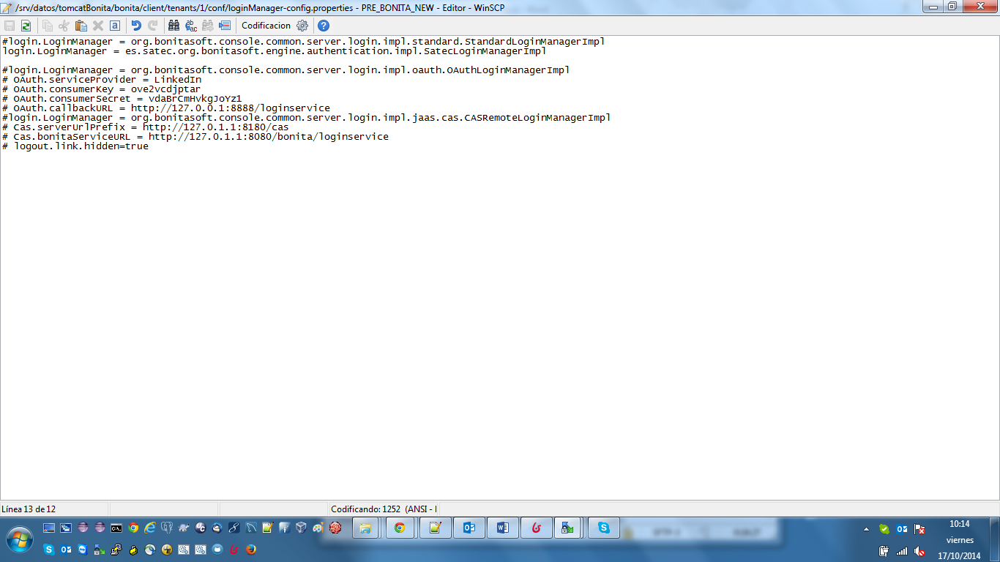 /srv/datos/tomcatBonita/bonita/client/tenants/1/conf/loginManager-config.properties - PRE_BONITA_NEW - Editor - WinSCP
Codificacion
#login.LoginManager = org.bonitasoft.console.common.server.login.impl.standard.StandardLoginManagerImpl
login.LoginManager = es.satec.org.bonitasoft.engine.authentication.impl.SatecLoginManagerImpl
#login.LoginManager = org.bonitasoft.console.common.server.login.impl.oauth.OAuthLoginManagerImpl
# OAuth.serviceProvider = LinkedIn
# OAuth.consumerKey = ove2vcdjptar
# OAuth.consumerSecret = vdaBrCmHvkgJoYz1
# OAuth.callbackURL = http://127.0.0.1:8888/loginservice
#login.LoginManager = org.bonitasoft.console.common.server.login.impl.jaas.cas.CASRemoteLoginManagerImpl
# Cas.serverUrlPrefix = http://127.0.1.1:8180/cas
# Cas.bonitaServiceURL = http://127.0.1.1:8080/bonita/loginservice
# logout.link.hidden=true
Línea 13 de 12
Codificando: 1252 (ANSI - l
10:14
viernes
17/10/2014